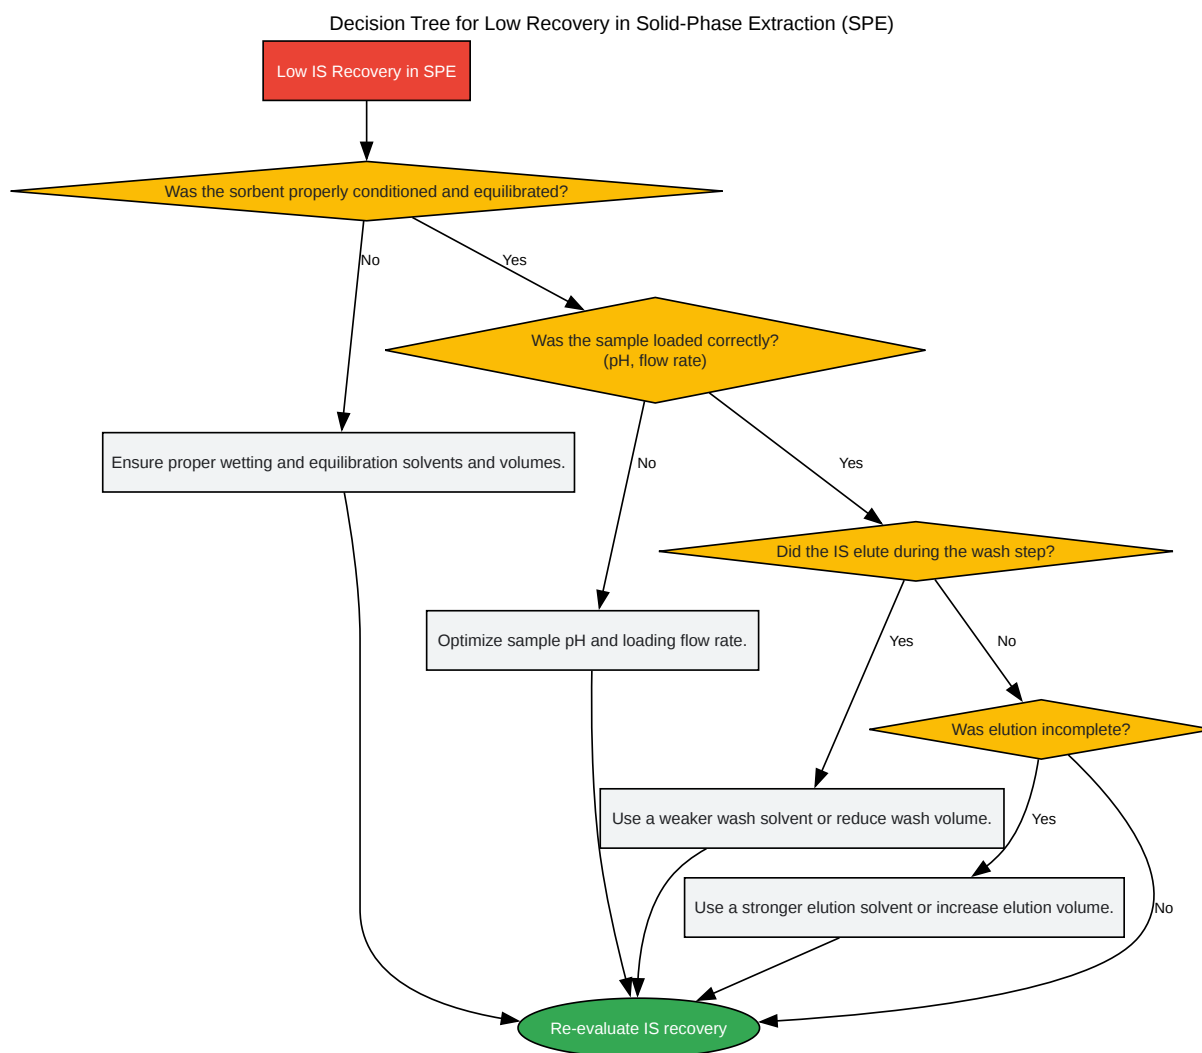 Decision Tree for Low Recovery in Solid-Phase Extraction (SPE)
Low IS Recovery in SPE
Was the sorbent properly conditioned and equilibrated?
No
Yes
Was the sample loaded correctly?
(pH, flow rate)
Ensure proper wetting and equilibration solvents and volumes.
No
Yes
Did the IS elute during the wash step?
Optimize sample pH and loading flow rate.
Yes
No
Was elution incomplete?
Use a weaker wash solvent or reduce wash volume.
Yes
Use a stronger elution solvent or increase elution volume.
No
Re-evaluate IS recovery